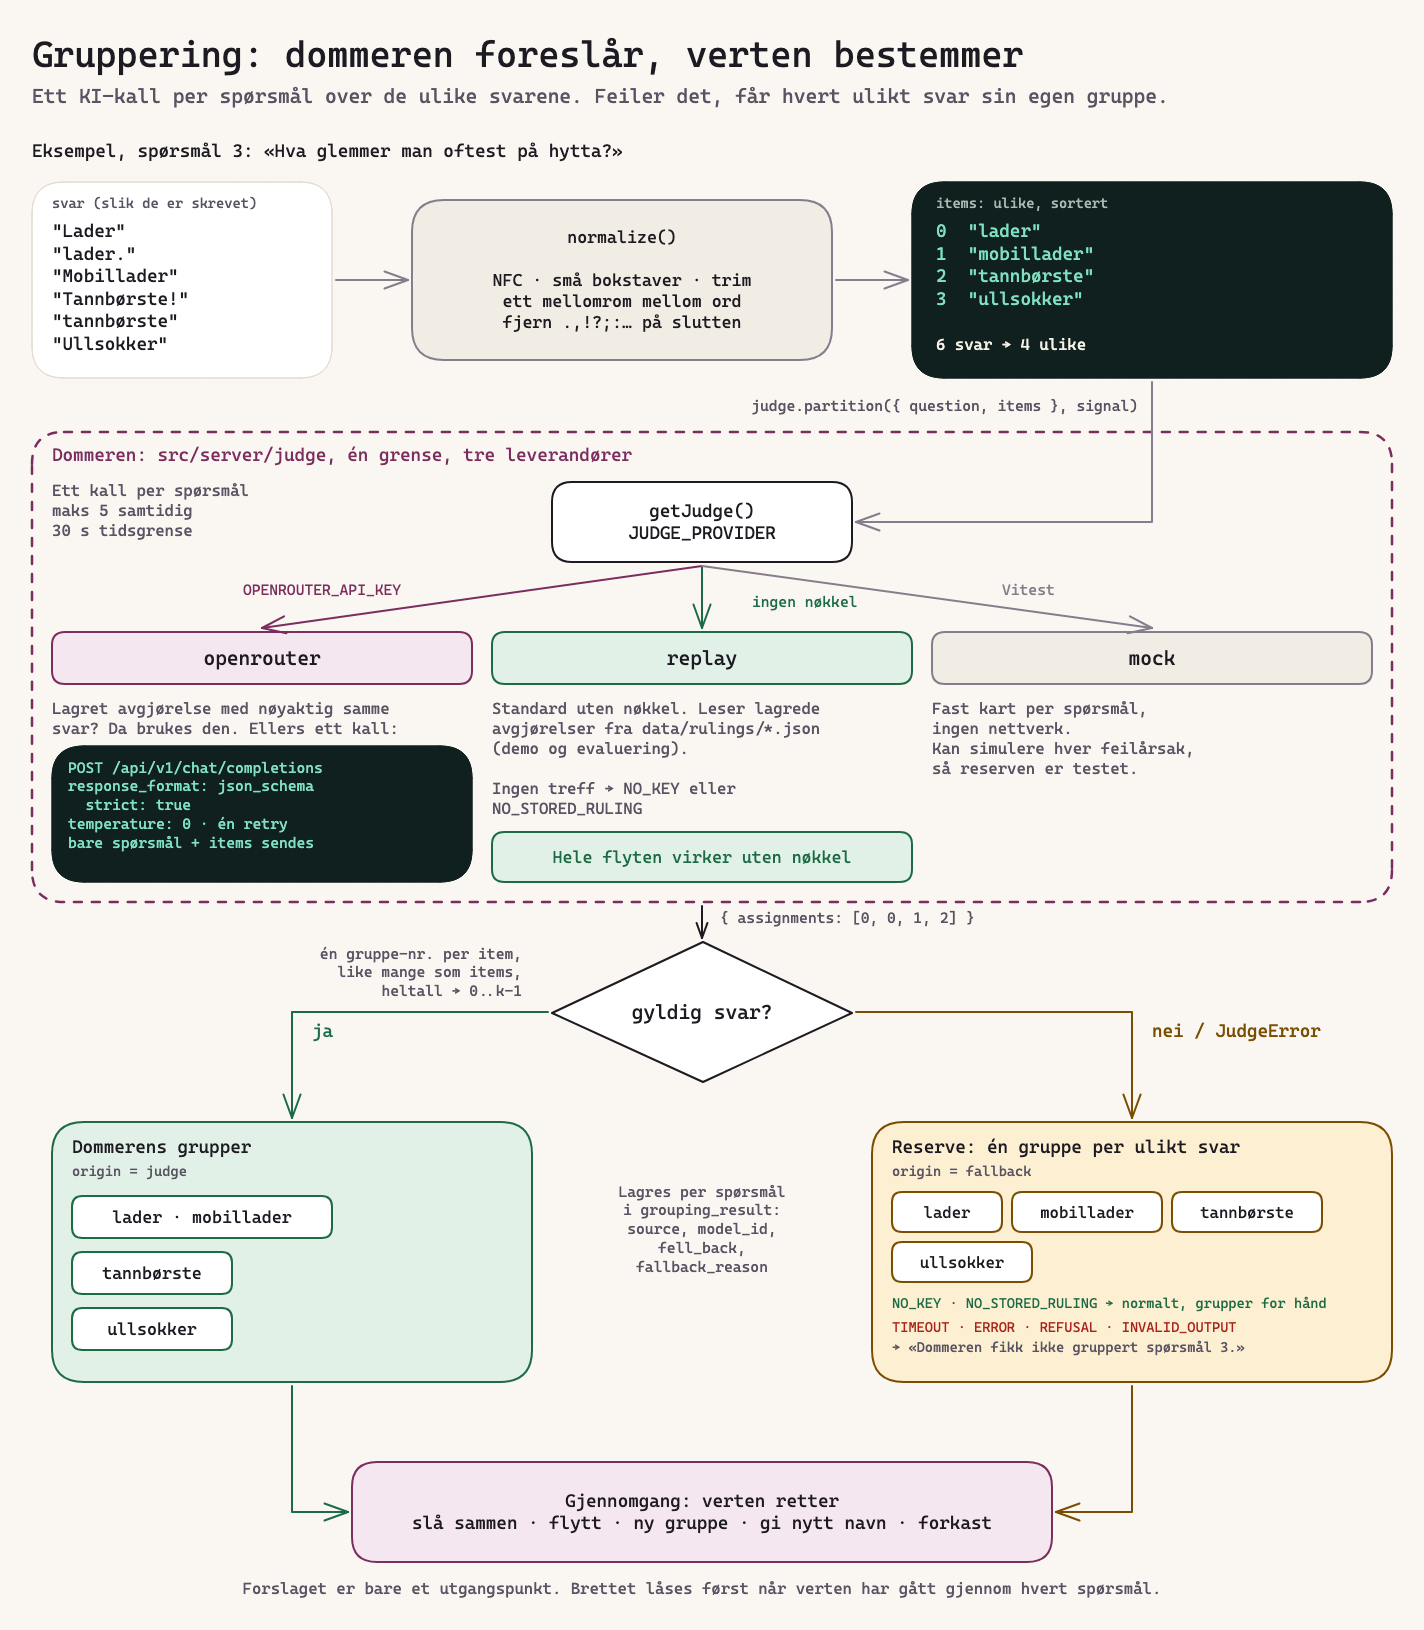 Gruppering: dommeren foreslår, verten bestemmer
Ett KI-kall per spørsmål over de ulike svarene. Feiler det, får hvert ulikt svar sin egen gruppe.
Eksempel, spørsmål 3: «Hva glemmer man oftest på hytta?»
svar (slik de er skrevet)
"Lader"
"lader."
"Mobillader"
"Tannbørste!"
"tannbørste"
"Ullsokker"
normalize()
NFC · små bokstaver · trim
ett mellomrom mellom ord
fjern .,!?;:… på slutten
items: ulike, sortert
0 "lader"
1 "mobillader"
2 "tannbørste"
3 "ullsokker"
6 svar → 4 ulike
judge.partition({ question, items }, signal)
Dommeren: src/server/judge, én grense, tre leverandører
Ett kall per spørsmål
maks 5 samtidig
30 s tidsgrense
getJudge()
JUDGE_PROVIDER
OPENROUTER_API_KEY
ingen nøkkel
Vitest
openrouter
replay
mock
Lagret avgjørelse med nøyaktig samme
svar? Da brukes den. Ellers ett kall:
POST /api/v1/chat/completions
response_format: json_schema
strict: true
temperature: 0 · én retry
bare spørsmål + items sendes
Standard uten nøkkel. Leser lagrede
avgjørelser fra data/rulings/*.json
(demo og evaluering).
Ingen treff → NO_KEY eller
NO_STORED_RULING
Hele flyten virker uten nøkkel
Fast kart per spørsmål,
ingen nettverk.
Kan simulere hver feilårsak,
så reserven er testet.
{ assignments: [0, 0, 1, 2] }
én gruppe-nr. per item,
like mange som items,
heltall → 0..k-1
gyldig svar?
ja
nei / JudgeError
Dommerens grupper
origin = judge
lader · mobillader
tannbørste
ullsokker
Lagres per spørsmål
i grouping_result:
source, model_id,
fell_back,
fallback_reason
Reserve: én gruppe per ulikt svar
origin = fallback
lader
mobillader
tannbørste
ullsokker
NO_KEY · NO_STORED_RULING → normalt, grupper for hånd
TIMEOUT · ERROR · REFUSAL · INVALID_OUTPUT
→ «Dommeren fikk ikke gruppert spørsmål 3.»
Gjennomgang: verten retter
slå sammen · flytt · ny gruppe · gi nytt navn · forkast
Forslaget er bare et utgangspunkt. Brettet låses først når verten har gått gjennom hvert spørsmål.